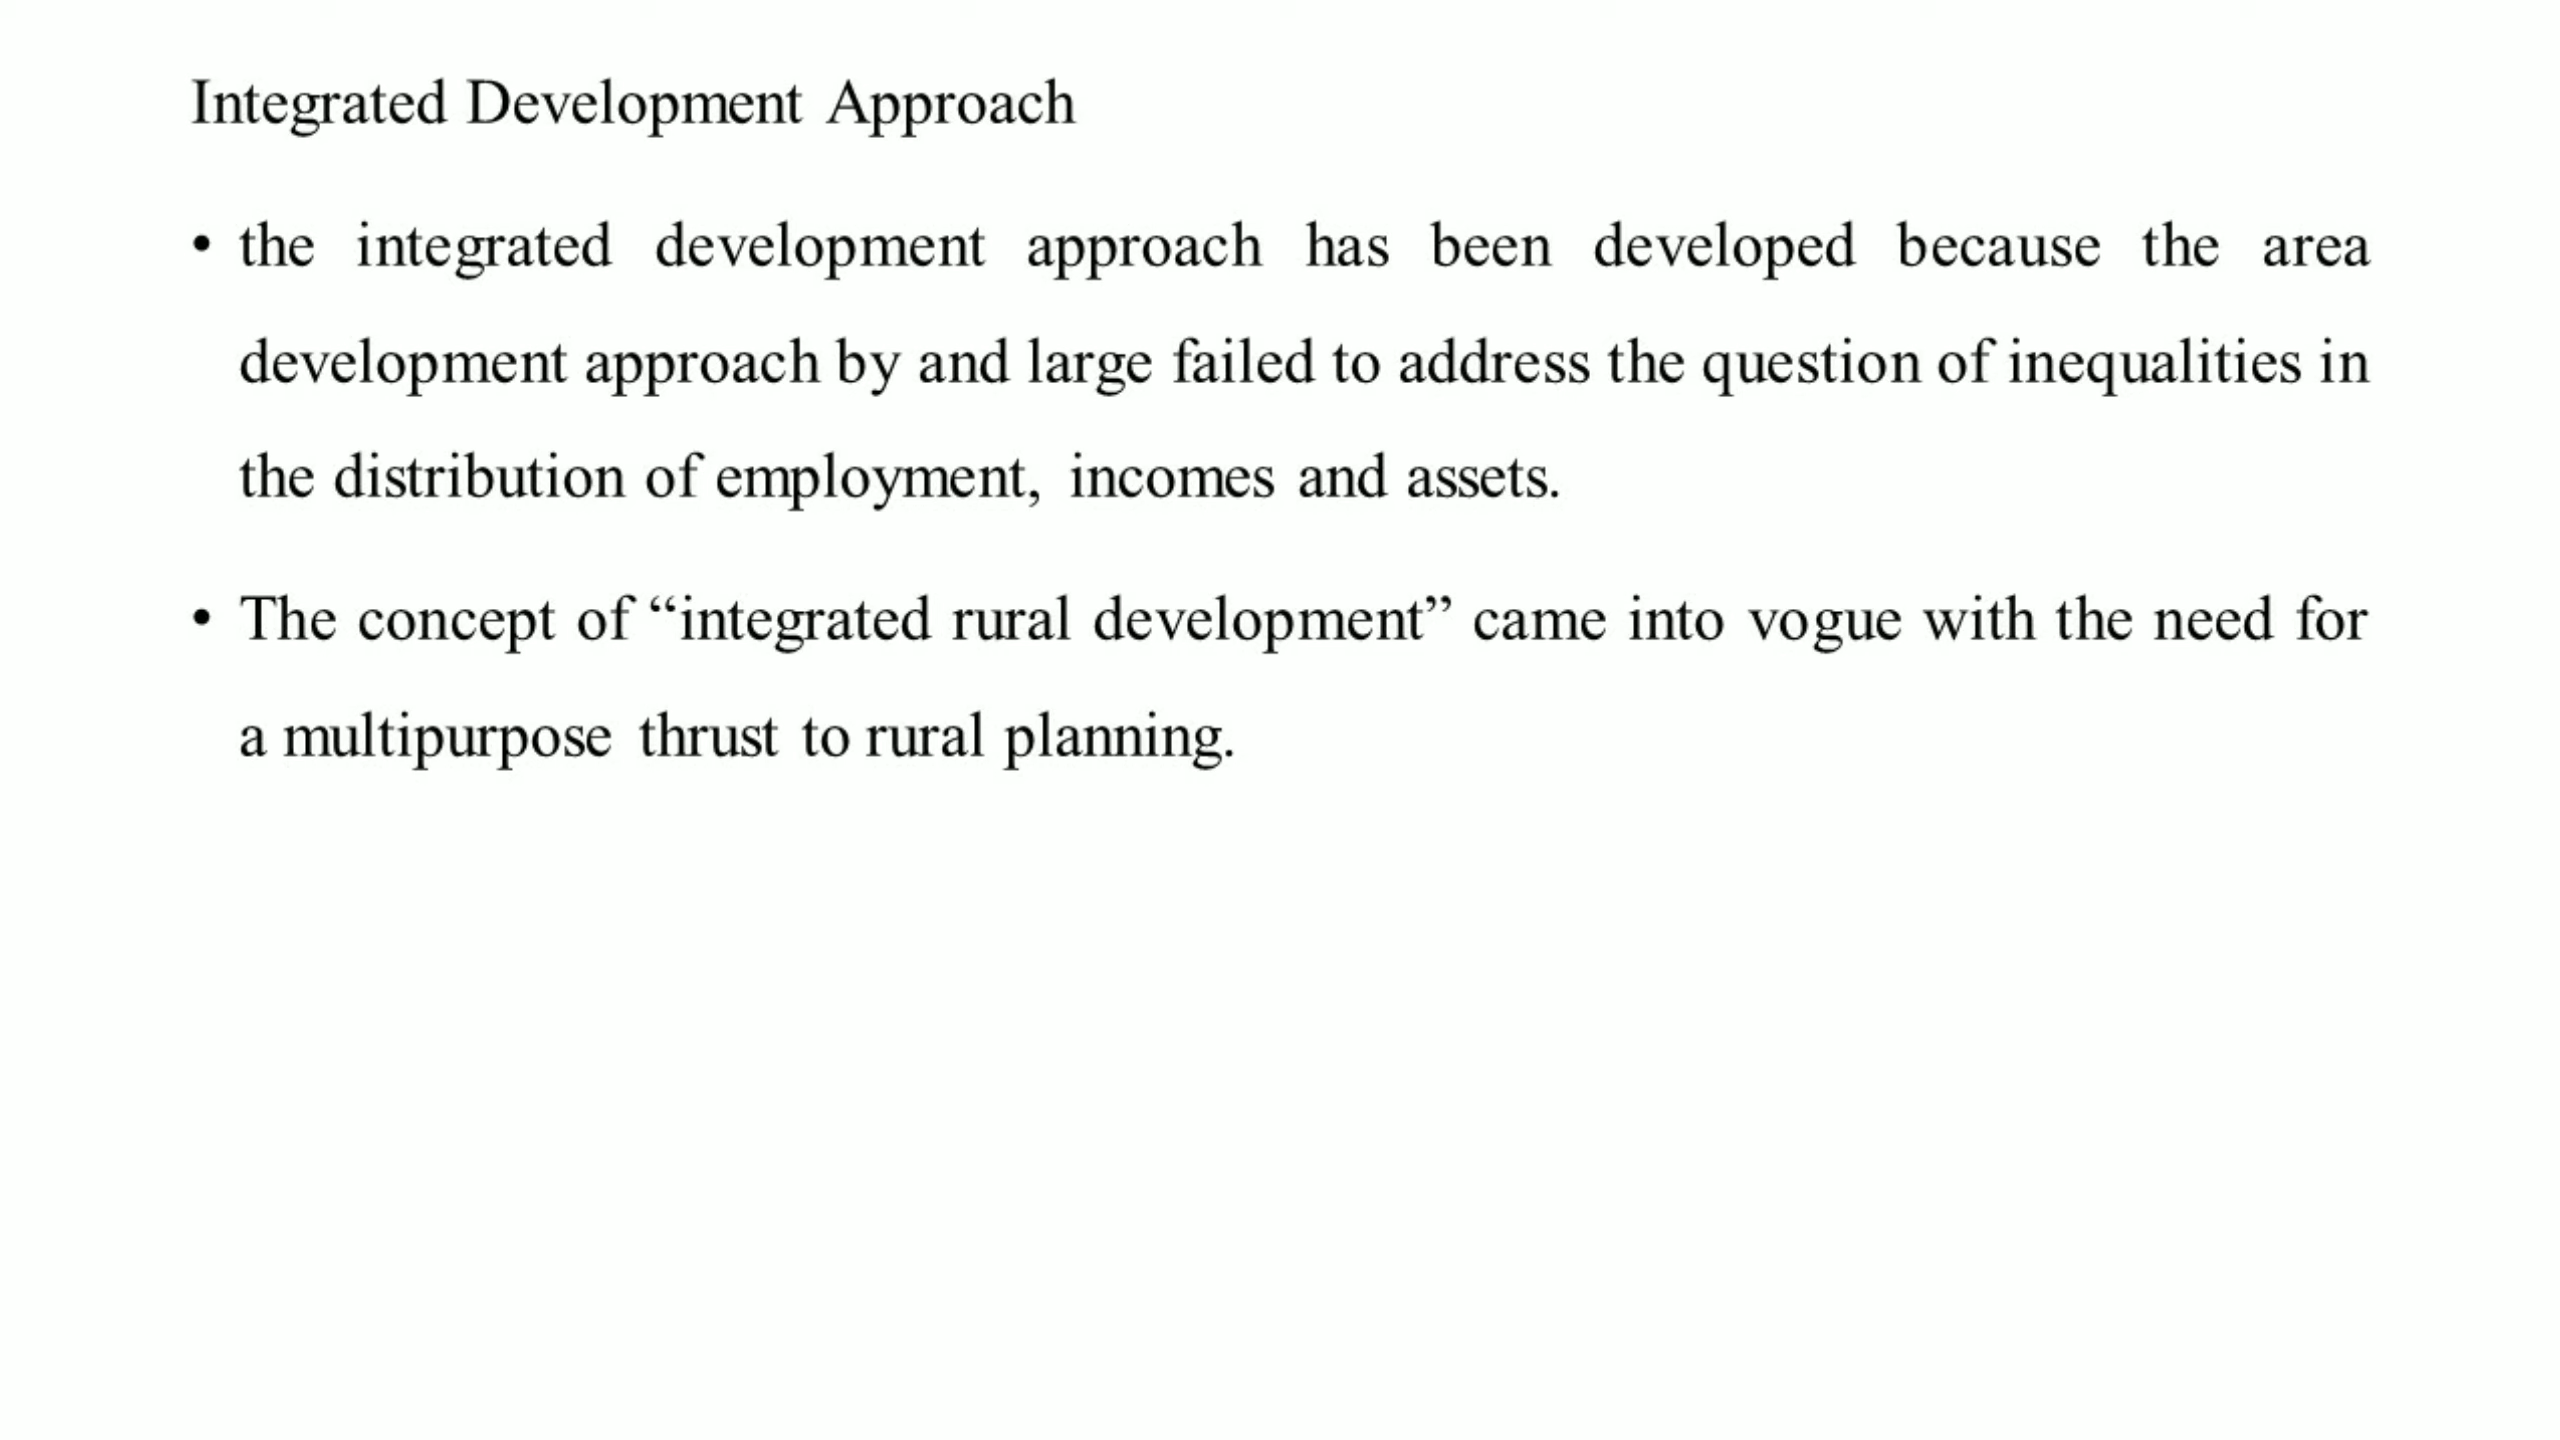 Integrated Development Approach
• the integrated development approach has been developed because the area
development approach by and large failed to address the question of inequalities in
the distribution of employment, incomes and assets.
• The concept of “integrated rural development” came into vogue with the need for
a multipurpose thrust to rural planning.